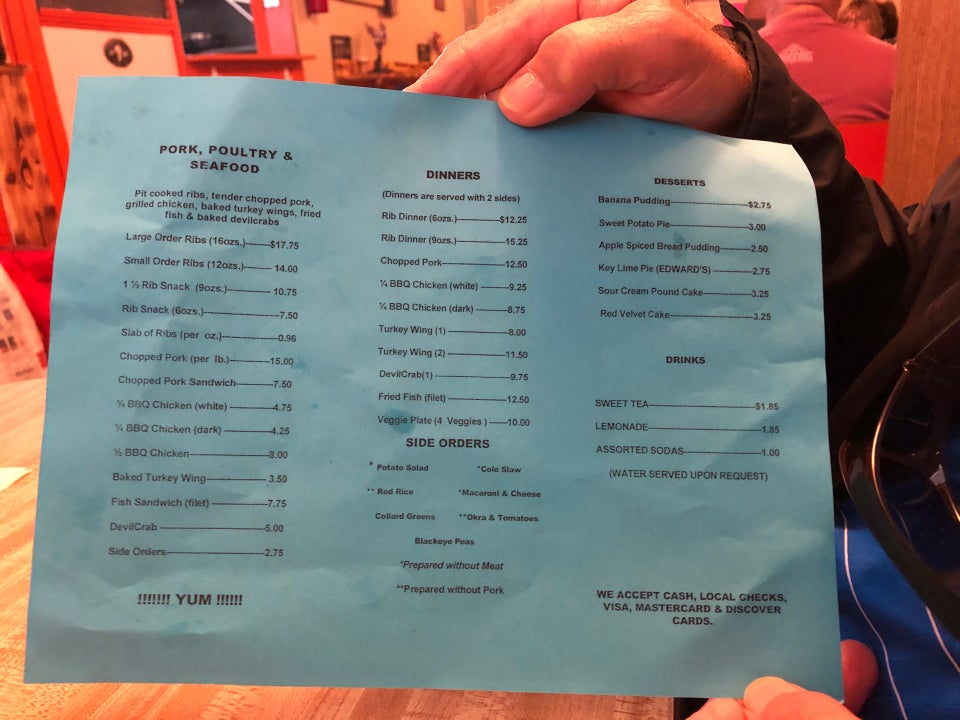 PORK, POULTRY &
SEAFOOD
Pit cooked ribs, tender chopped pork,
grilled chicken, baked turkey wings, fried
fish & baked devilcrabs
Large Order Ribs (16ozs.)--------$17.75
Small Order Ribs (12ozs.)--------- 14.00
1 ½ Rib Snack (9ozs.)----------- 10.75
Rib Snack (6ozs.)----------------------7.50
Slab of Ribs (per oz.)----------------0.96
Chopped Pork (per lb.)------------15.00
Chopped Pork Sandwich-----------7.50
¼ BBQ Chicken (white) -------------4.75
¼ BBQ Chicken (dark) --------------4.25
½ BBQ Chicken-----------------------8.00
Baked Turkey Wing------------------ 3.50
Fish Sandwich (filet) ----------------7.75
DevilCrab ------------------------------5.00
Side Orders----------------------------2.75
!!!!!!! YUM !!!!!!
DINNERS
(Dinners are served with 2 sides)
Rib Dinner (6ozs.)---------------$12.25
Rib Dinner (9ozs.)---------------- 15.25
Chopped Pork---------------------12.50
¼ BBQ Chicken (white) ---------9.25
¼ BBQ Chicken (dark) -----------8.75
Turkey Wing (1) --------------------8.00
Turkey Wing (2) -------------------11.50
DevilCrab(1) -------------------------9.75
Fried Fish (filet) -------------------12.50
Veggie Plate (4 Veggies ) ------10.00
SIDE ORDERS
* Potato Salad *Cole Slaw
** Red Rice *Macaroni & Cheese
Collard Greens **Okra & Tomatoes
Blackeye Peas
*Prepared without Meat
**Prepared without Pork
DESSERTS
Banana Pudding--------------------------$2.75
Sweet Potato Pie--------------------------3.00
Apple Spiced Bread Pudding----------2.50
Key Lime Pie (EDWARD'S) ------------2.75
Sour Cream Pound Cake---------------3.25
Red Velvet Cake---------------------------3.25
DRINKS
SWEET TEA--------------------------------$1.85
LEMONADE---------------------------------1.85
ASSORTED SODAS-----------------------1.00
(WATER SERVED UPON REQUEST)
WE ACCEPT CASH, LOCAL CHECKS,
VISA, MASTERCARD & DISCOVER
CARDS.